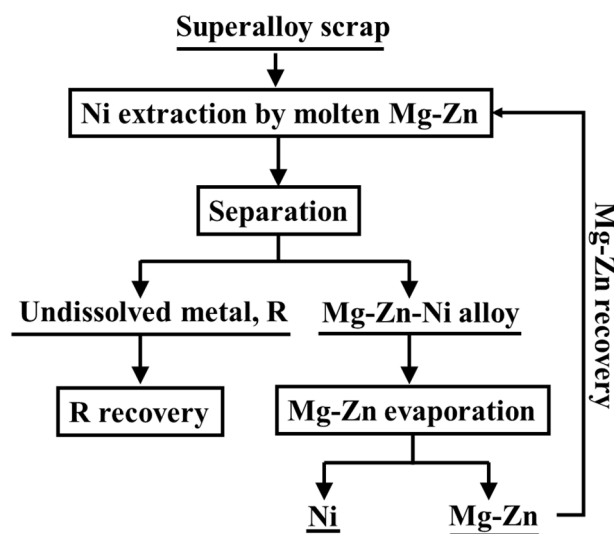 Superalloy scrap
Ni extraction by molten Mg-Zn
Separation
Undissolved metal, R
Mg-Zn-Ni alloy
R recovery
Mg-Zn evaporation
Ni
Mg-Zn
Mg-Zn recovery